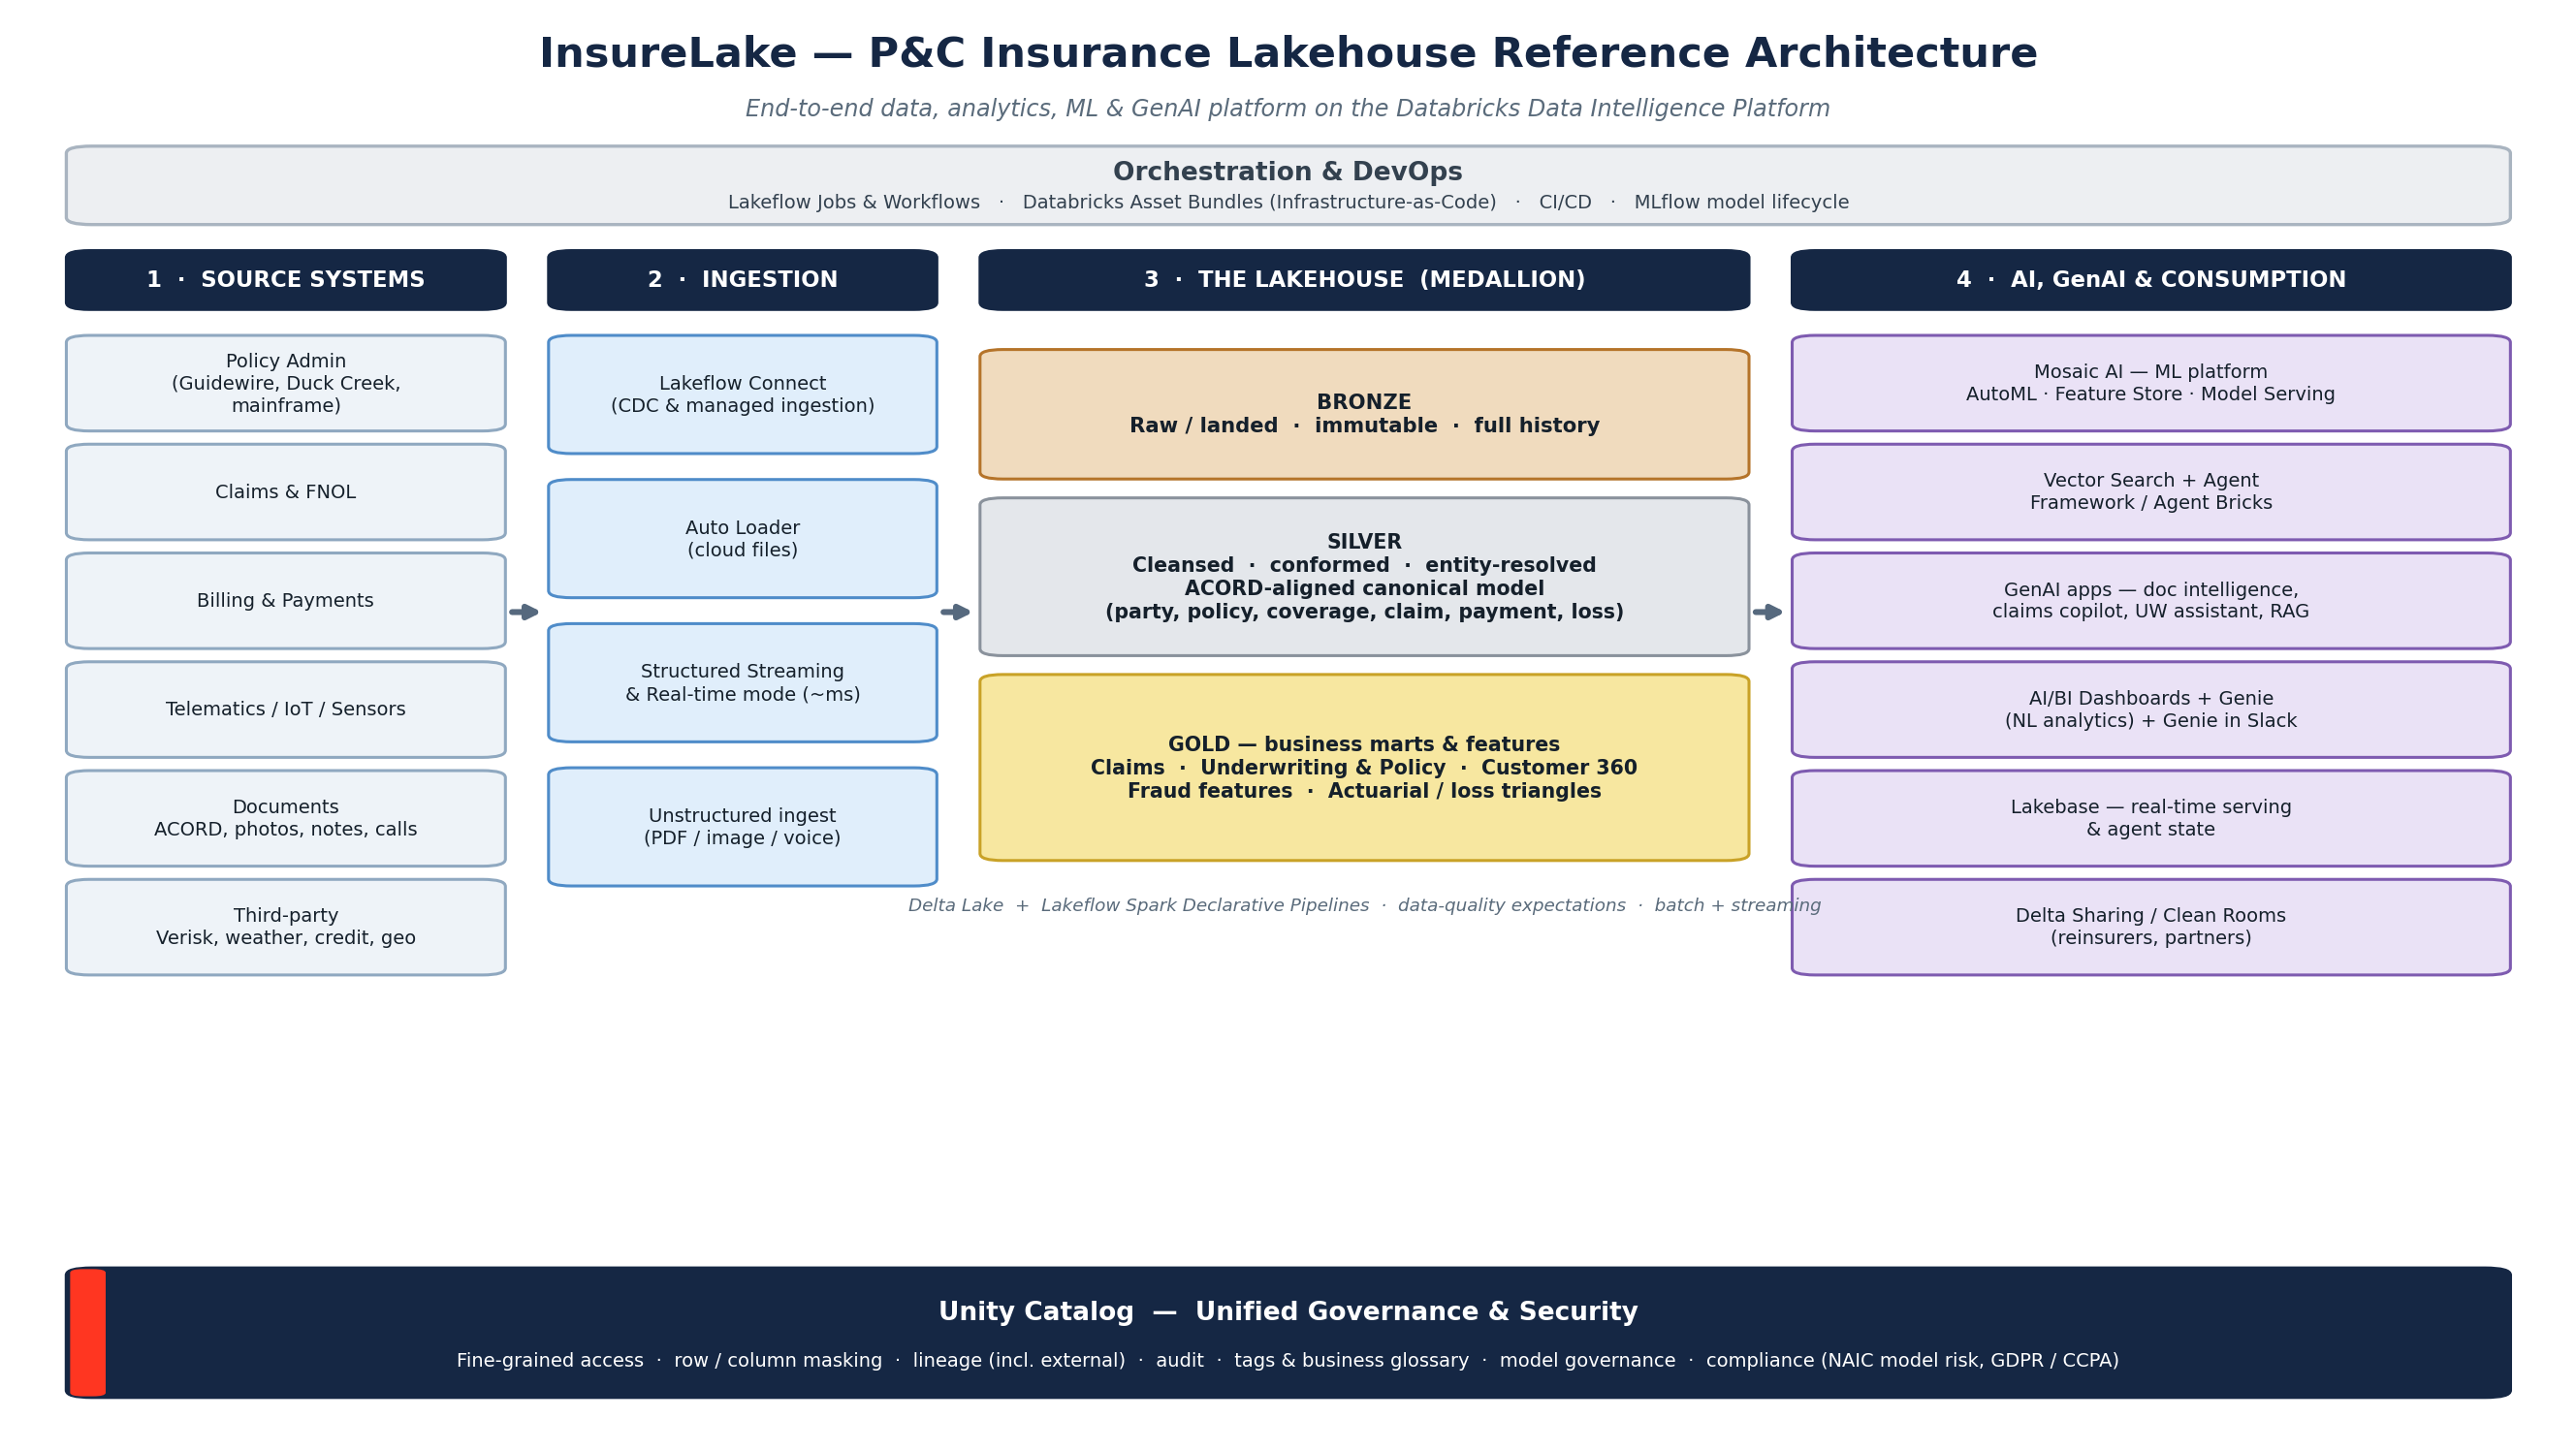 InsureLake — P&C Insurance Lakehouse Reference Architecture
End-to-end data, analytics, ML & GenAI platform on the Databricks Data Intelligence Platform
Orchestration & DevOps
Lakeflow Jobs & Workflows · Databricks Asset Bundles (Infrastructure-as-Code) · CI/CD · MLflow model lifecycle
1 · SOURCE SYSTEMS
Policy Admin
(Guidewire, Duck Creek,
mainframe)
Claims & FNOL
Billing & Payments
Telematics / IoT / Sensors
Documents
ACORD, photos, notes, calls
Third-party
Verisk, weather, credit, geo
2 · INGESTION
Lakeflow Connect
(CDC & managed ingestion)
Auto Loader
(cloud files)
Structured Streaming
& Real-time mode (~ms)
Unstructured ingest
(PDF / image / voice)
3 · THE LAKEHOUSE (MEDALLION)
BRONZE
Raw / landed · immutable · full history
SILVER
Cleansed · conformed · entity-resolved
ACORD-aligned canonical model
(party, policy, coverage, claim, payment, loss)
GOLD — business marts & features
Claims · Underwriting & Policy · Customer 360
Fraud features · Actuarial / loss triangles
Delta Lake + Lakeflow Spark Declarative Pipelines · data-quality expectations · batch + streaming
4 · AI, GenAI & CONSUMPTION
Mosaic AI — ML platform
AutoML · Feature Store · Model Serving
Vector Search + Agent
Framework / Agent Bricks
GenAI apps — doc intelligence,
claims copilot, UW assistant, RAG
AI/BI Dashboards + Genie
(NL analytics) + Genie in Slack
Lakebase — real-time serving
& agent state
Delta Sharing / Clean Rooms
(reinsurers, partners)
Unity Catalog — Unified Governance & Security
Fine-grained access · row / column masking · lineage (incl. external) · audit · tags & business glossary · model governance · compliance (NAIC model risk, GDPR / CCPA)